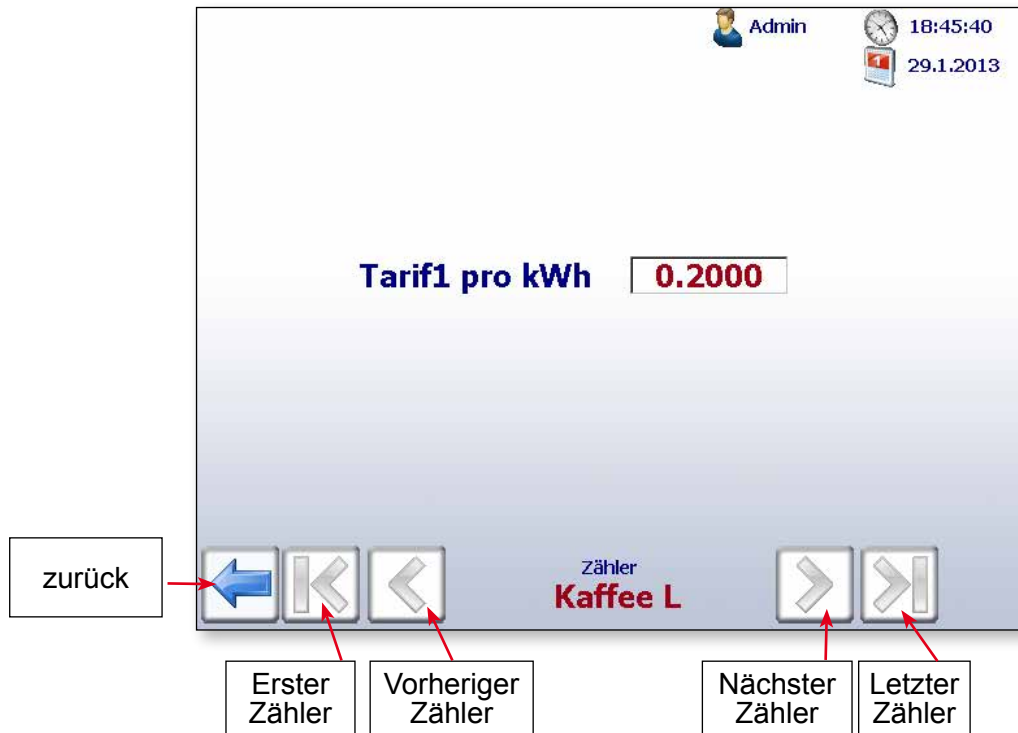 Admin
18:45:40
1
29.1.2013
Tarif1 pro kWh 0.2000
zurück
Zähler
Kaffee L
Erster
Zähler
Vorheriger
Zähler
Nächster
Zähler
Letzter
Zähler